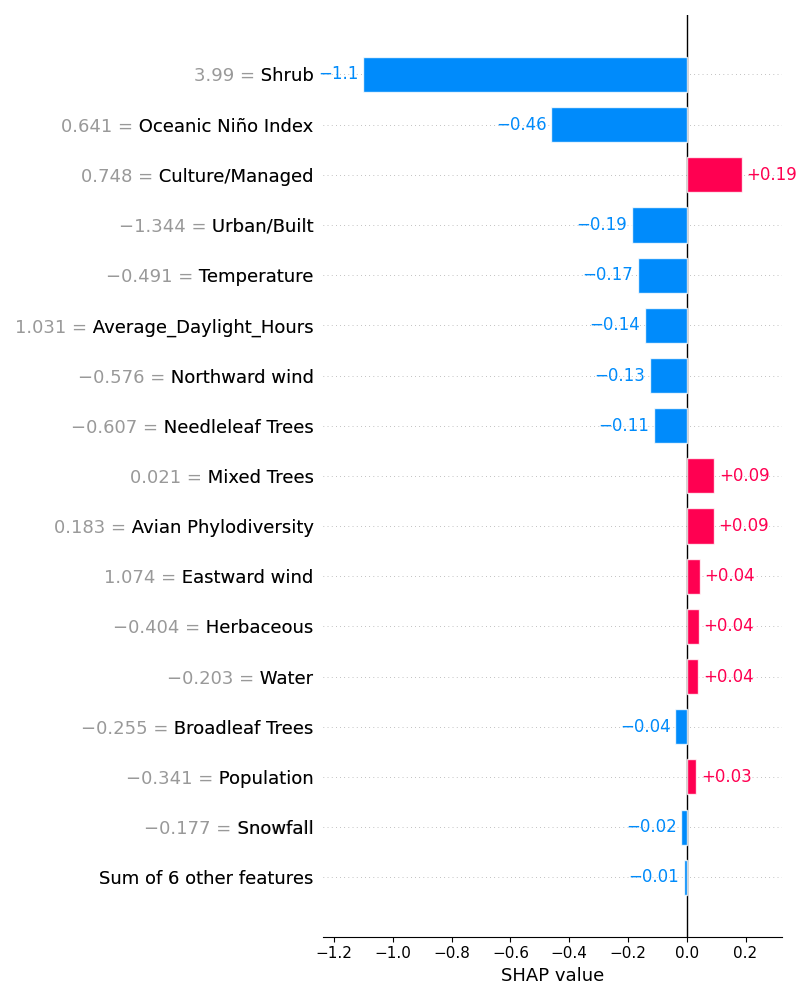 3.99 = Shrub −1.1
0.641 = Oceanic Niño Index −0.46
0.748 = Culture/Managed +0.19
−1.344 = Urban/Built −0.19
−0.491 = Temperature −0.17
1.031 = Average_Daylight_Hours −0.14
−0.576 = Northward wind −0.13
−0.607 = Needleleaf Trees −0.11
0.021 = Mixed Trees +0.09
0.183 = Avian Phylodiversity +0.09
1.074 = Eastward wind +0.04
−0.404 = Herbaceous +0.04
−0.203 = Water +0.04
−0.255 = Broadleaf Trees −0.04
−0.341 = Population +0.03
−0.177 = Snowfall −0.02
Sum of 6 other features −0.01
−1.2 −1.0 −0.8 −0.6 −0.4 −0.2 0.0 0.2
SHAP value